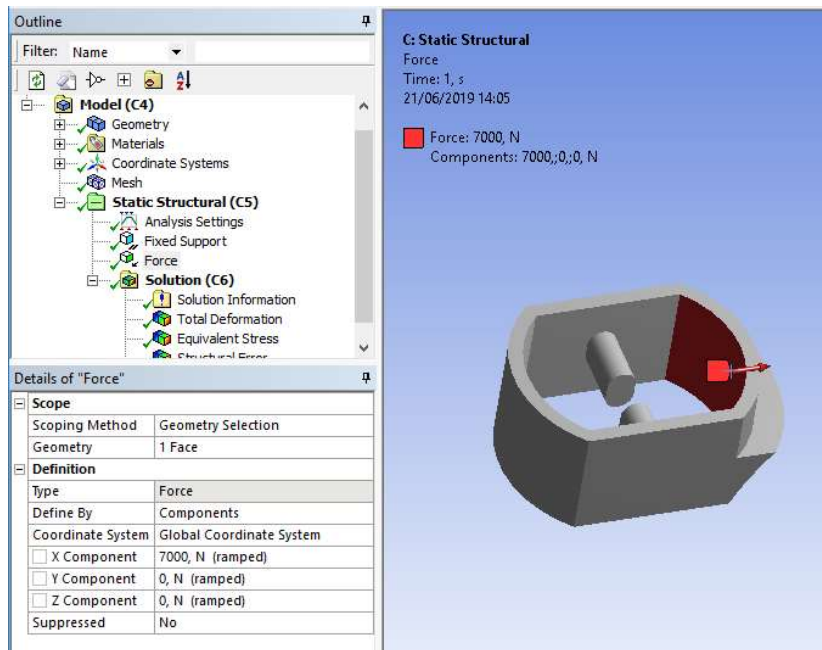 Outline
Filter: Name
Model (C4)
Geometry
Materials
Coordinate Systems
Mesh
Static Structural (C5)
Analysis Settings
Fixed Support
Force
Solution (C6)
Solution Information
Total Deformation
Equivalent Stress
Structural Error
Details of "Force"
Scope
Scoping Method Geometry Selection
Geometry 1 Face
Definition
Type Force
Define By Components
Coordinate System Global Coordinate System
X Component 7000, N (ramped)
Y Component 0, N (ramped)
Z Component 0, N (ramped)
Suppressed No
C: Static Structural
Force
Time: 1, s
21/06/2019 14:05
Force: 7000, N
Components: 7000,;0,;0, N